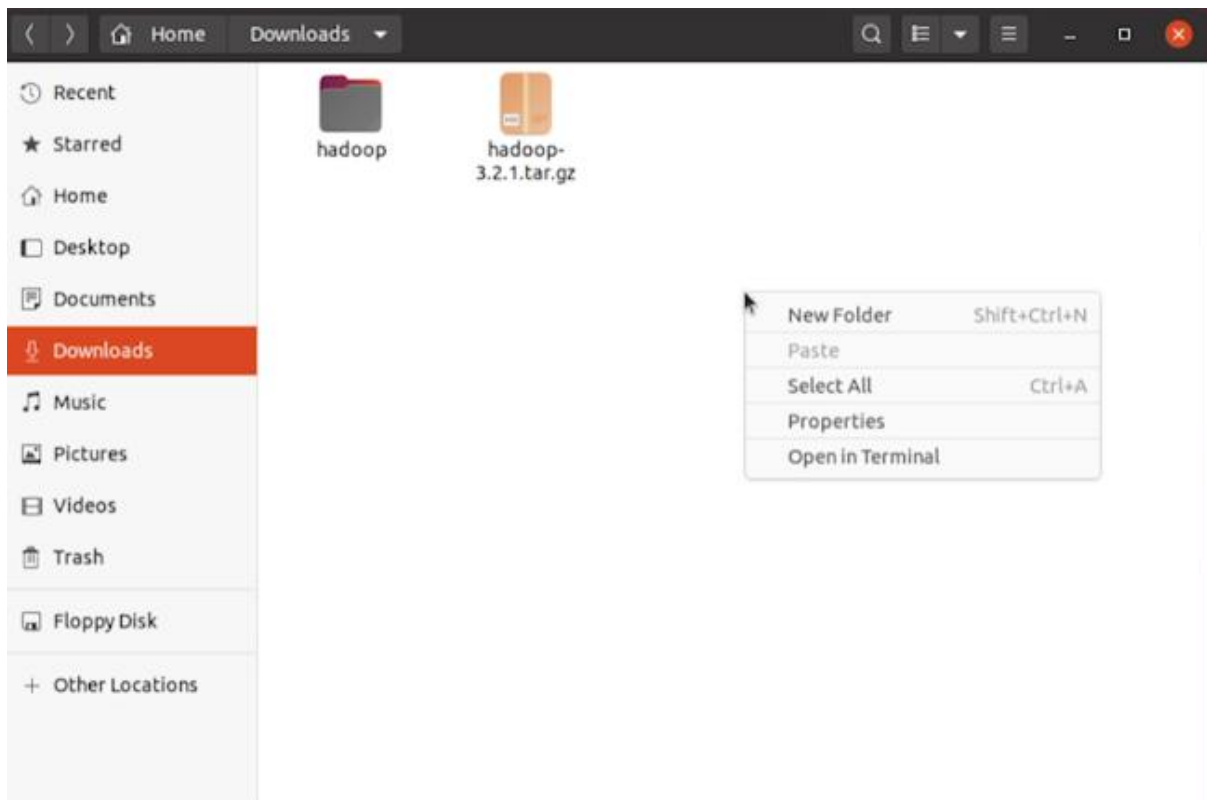 Home Downloads
Recent
Starred
Home
Desktop
Documents
Downloads
Music
Pictures
Videos
Trash
Floppy Disk
Other Locations
hadoop
hadoop-
3.2.1.tar.gz
New Folder Shift+Ctrl+N
Paste
Select All Ctrl+A
Properties
Open in Terminal